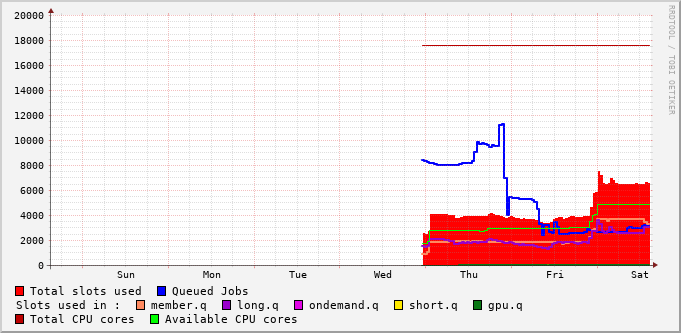 RRDTOOL / TOBI OETIKER
20000
18000
16000
14000
12000
10000
8000
6000
4000
2000
0
Sun Mon Tue Wed Thu Fri Sat
Total slots used Queued Jobs
Slots used in : member.q long.q ondemand.q short.q gpu.q
Total CPU cores Available CPU cores